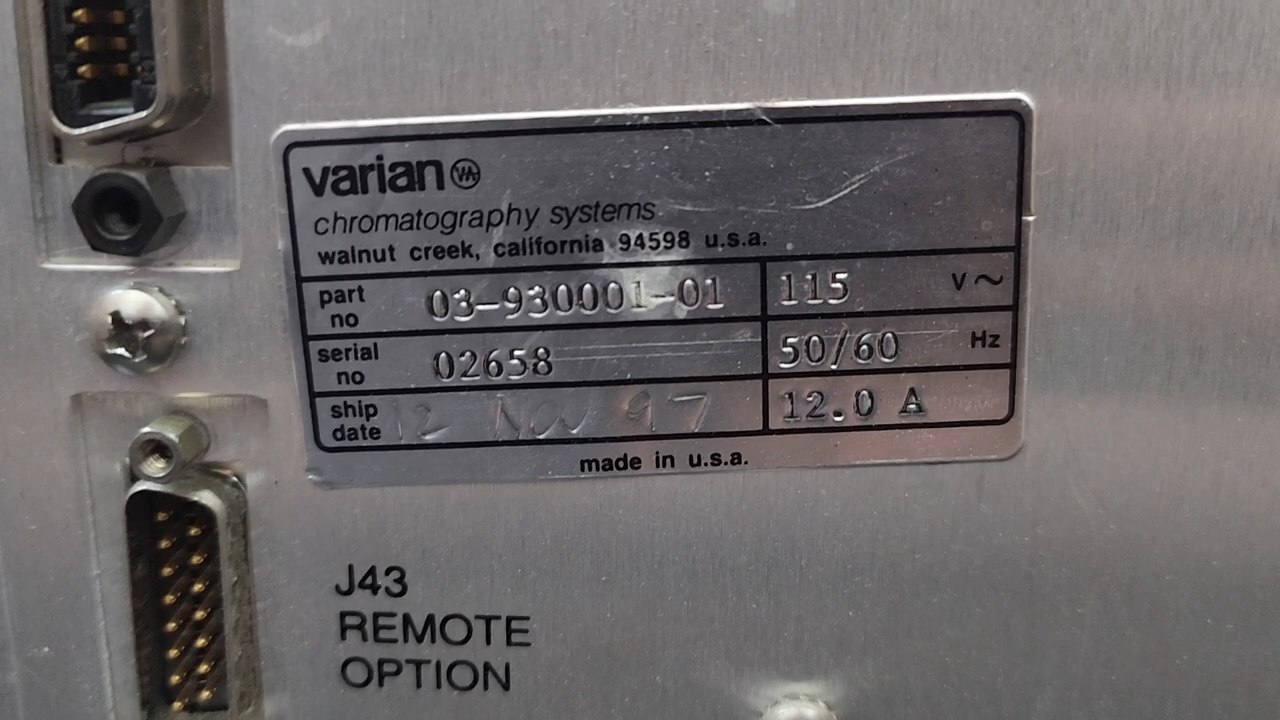 varian VA
chromatography systems
walnut creek, california 94598 u.s.a.
part no 03-930001-01 115 V~
serial no 02658 50/60 Hz
ship date 12 Nov 97 12.0 A
made in u.s.a.
J43
REMOTE
OPTION